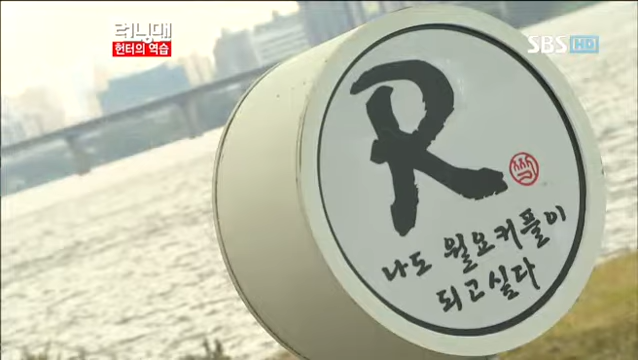 런닝맨
헌터의 역습
SBS HD
R
나도 월요커플이
되고싶다